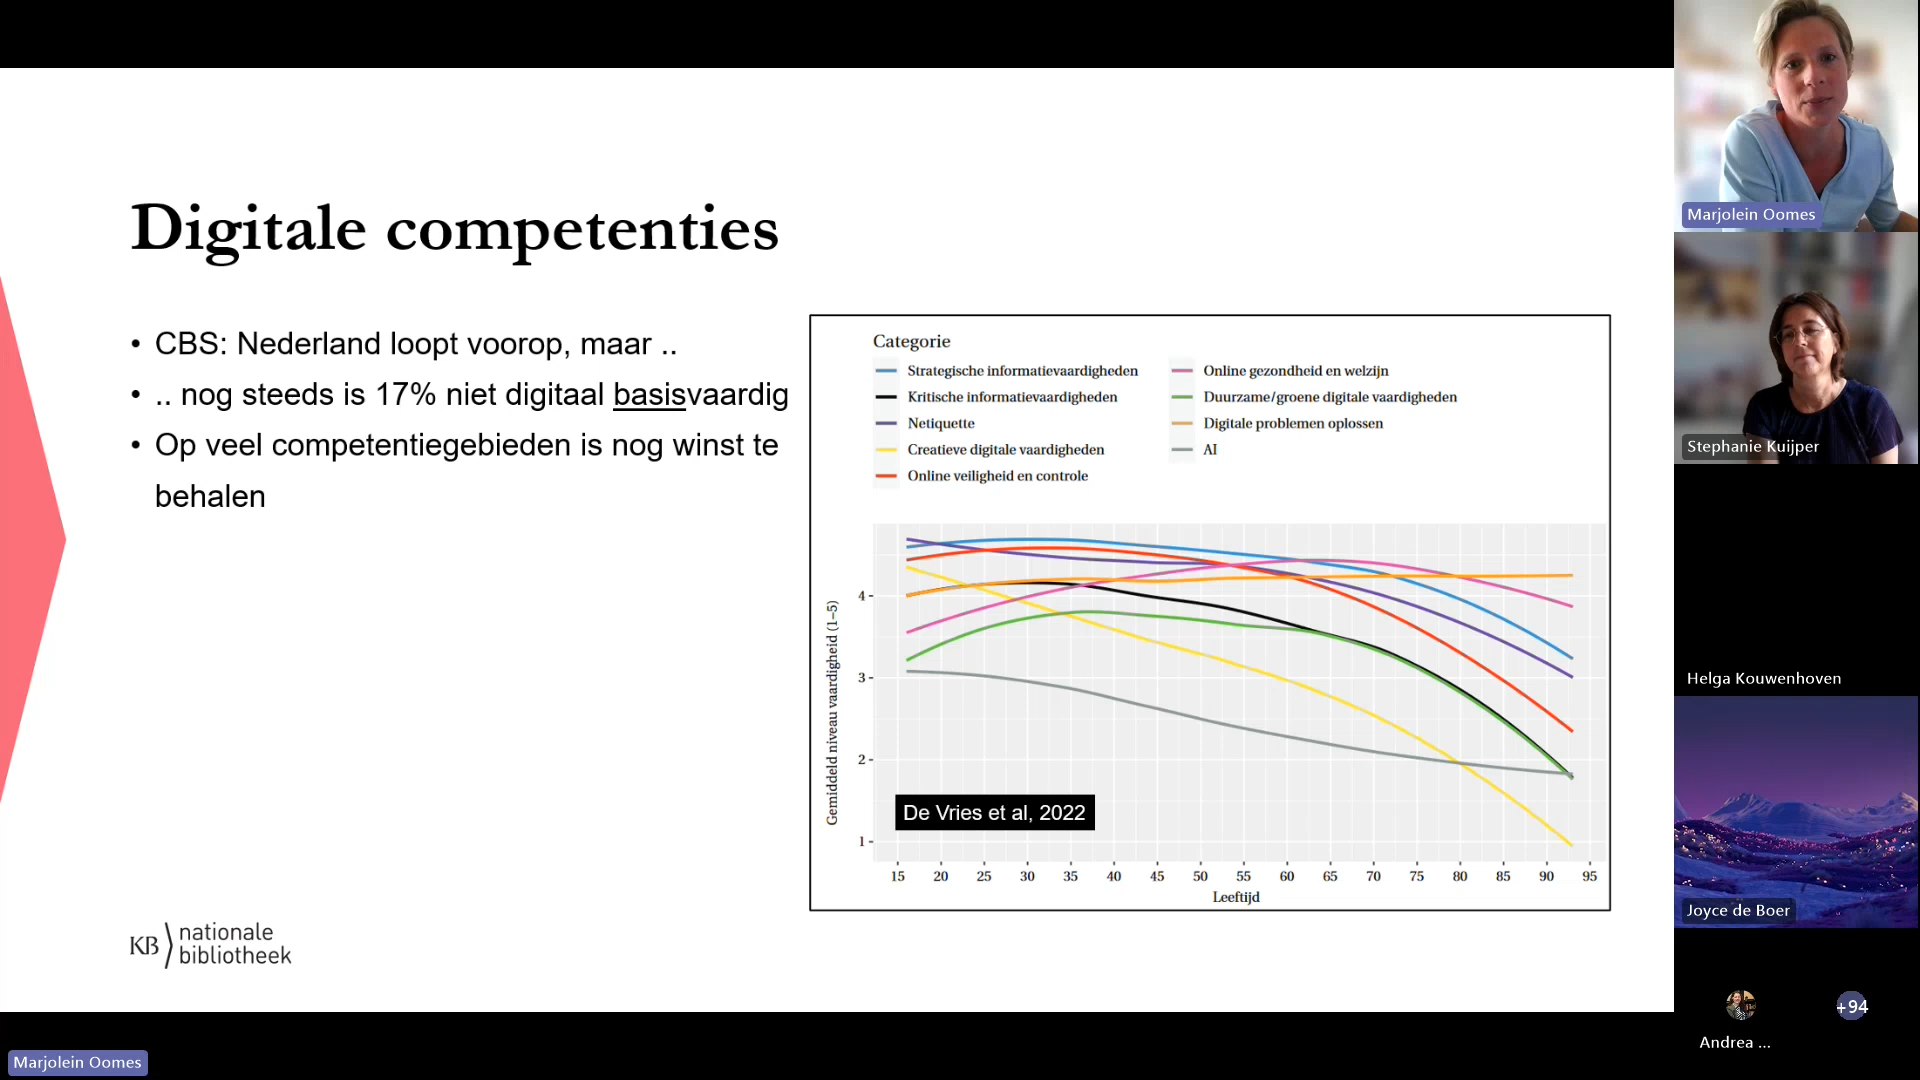 Digitale competenties
• CBS: Nederland loopt voorop, maar ..
• .. nog steeds is 17% niet digitaal basisvaardig
• Op veel competentiegebieden is nog winst te
behalen
Categorie
Strategische informatievaardigheden
Kritische informatievaardigheden
Netiquette
Creatieve digitale vaardigheden
Online veiligheid en controle
Online gezondheid en welzijn
Duurzame/groene digitale vaardigheden
Digitale problemen oplossen
AI
Gemiddeld niveau vaardigheid (1–5)
4
3
2
1
De Vries et al, 2022
15 20 25 30 35 40 45 50 55 60 65 70 75 80 85 90 95
Leeftijd
KB nationale
bibliotheek
Marjolein Oomes
Marjolein Oomes
Stephanie Kuijper
Helga Kouwenhoven
Joyce de Boer
+94
Andrea ...